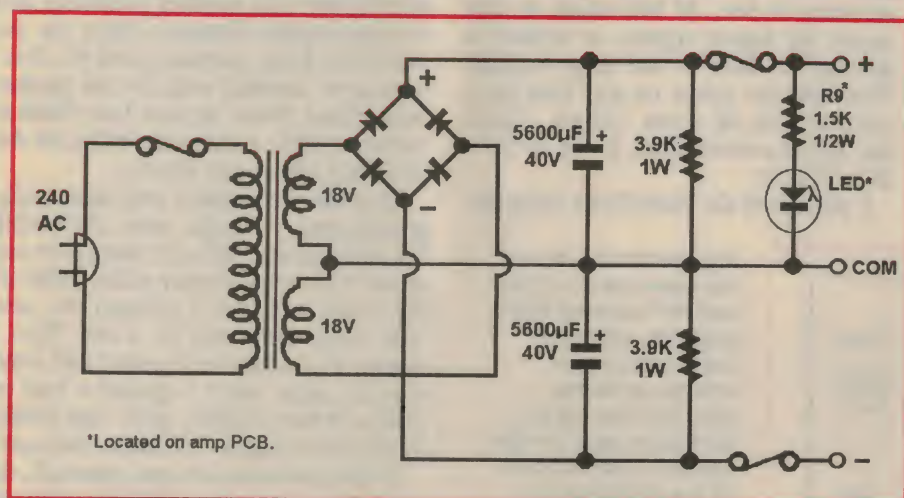 240
AC
18V
18V
+
−
5600µF
40V
+
3.9K
1W
R9*
1.5K
1/2W
LED*
λ
+
COM
5600µF
40V
+
3.9K
1W
−
*Located on amp PCB.